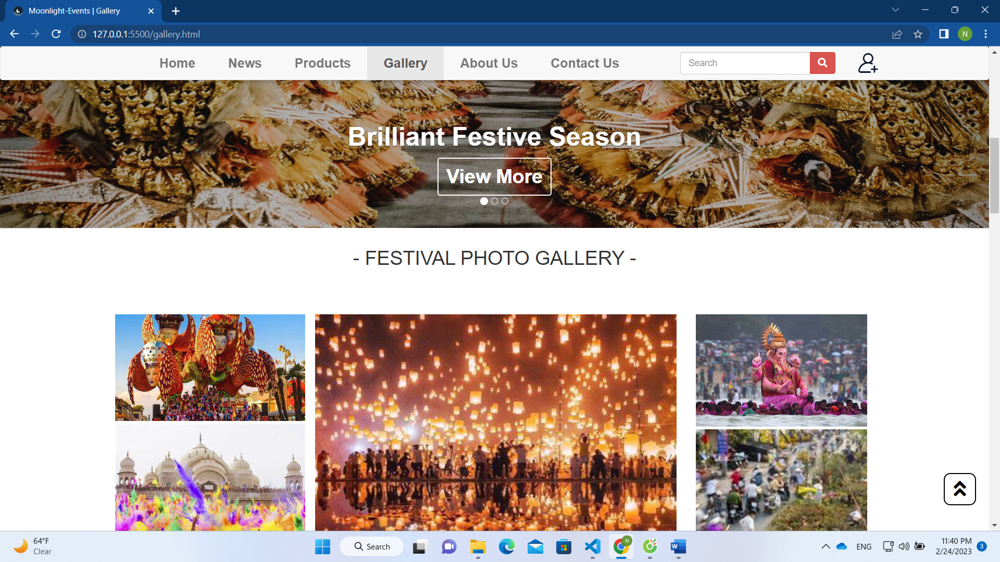 Moonlight-Events | Gallery
127.0.0.1:5500/gallery.html
N
Home News Products Gallery About Us Contact Us Search
Brilliant Festive Season
View More
- FESTIVAL PHOTO GALLERY -
64°F
Clear
Search
N
W
ENG
11:40 PM
2/24/2023
3